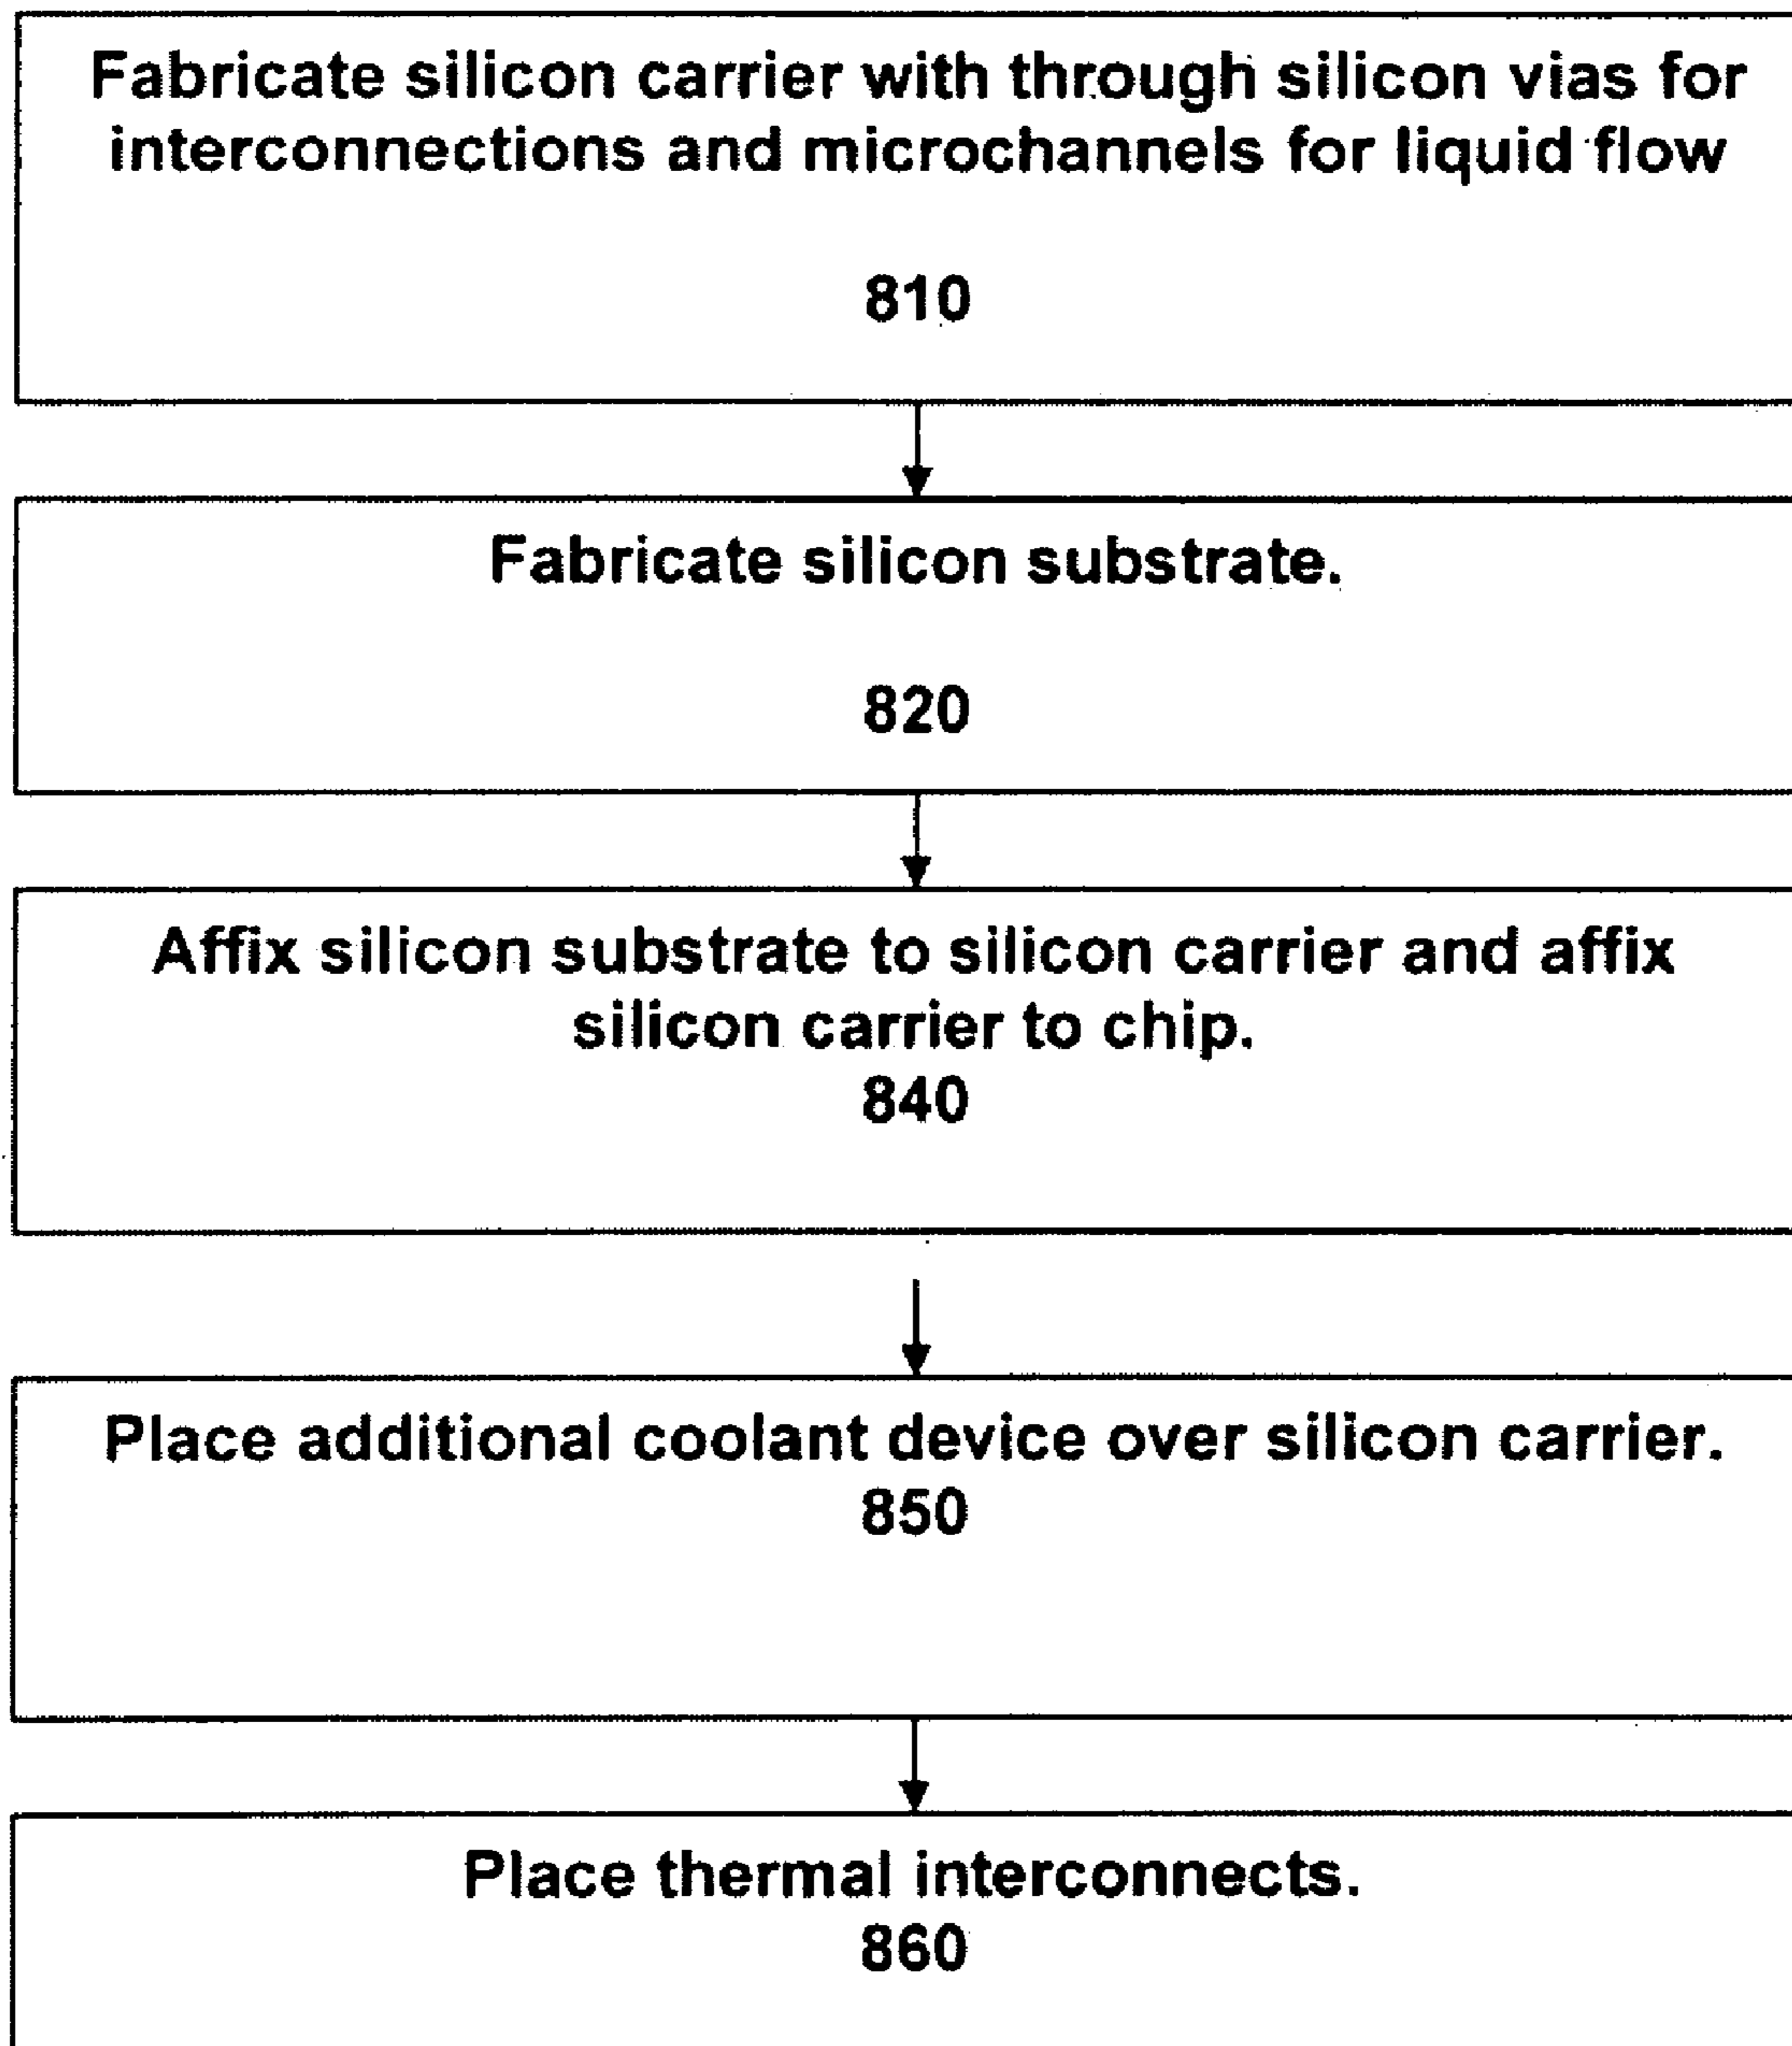 Fabricate silicon carrier with through silicon vias for
interconnections and microchannels for liquid flow
810
Fabricate silicon substrate.
820
Affix silicon substrate to silicon carrier and affix
silicon carrier to chip.
840
Place additional coolant device over silicon carrier.
850
Place thermal interconnects.
860